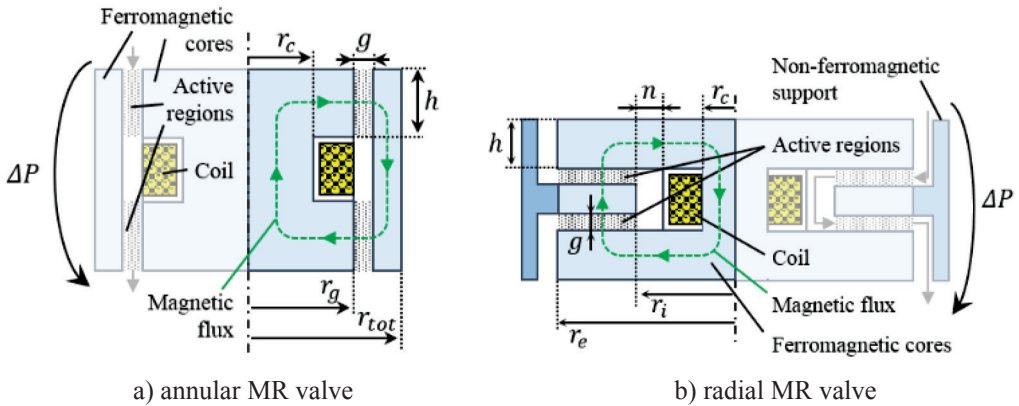 Ferromagnetic
cores
Active
regions
Coil
ΔP
Magnetic
flux
r_c
g
h
r_g
r_tot
a) annular MR valve
Non-ferromagnetic
support
n
r_c
h
Active regions
ΔP
g
Coil
r_i
Magnetic flux
r_e
Ferromagnetic cores
b) radial MR valve